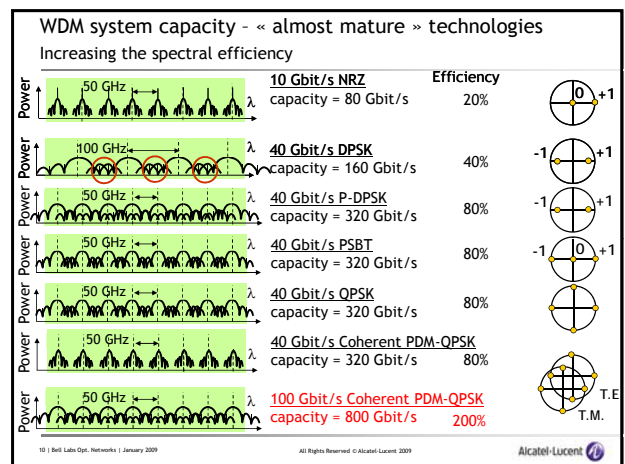 WDM system capacity – « almost mature » technologies
Increasing the spectral efficiency
Efficiency
Power
50 GHz
λ
10 Gbit/s NRZ
capacity = 80 Gbit/s
20%
0
+1
Power
100 GHz
λ
40 Gbit/s DPSK
capacity = 160 Gbit/s
40%
-1
+1
Power
50 GHz
λ
40 Gbit/s P-DPSK
capacity = 320 Gbit/s
80%
-1
+1
Power
50 GHz
λ
40 Gbit/s PSBT
capacity = 320 Gbit/s
80%
-1
0
+1
Power
50 GHz
λ
40 Gbit/s QPSK
capacity = 320 Gbit/s
80%
Power
50 GHz
λ
40 Gbit/s Coherent PDM-QPSK
capacity = 320 Gbit/s
80%
T.E
T.M.
Power
50 GHz
λ
100 Gbit/s Coherent PDM-QPSK
capacity = 800 Gbit/s
200%
10 | Bell Labs Opt. Networks | January 2009
All Rights Reserved © Alcatel-Lucent 2009
Alcatel·Lucent